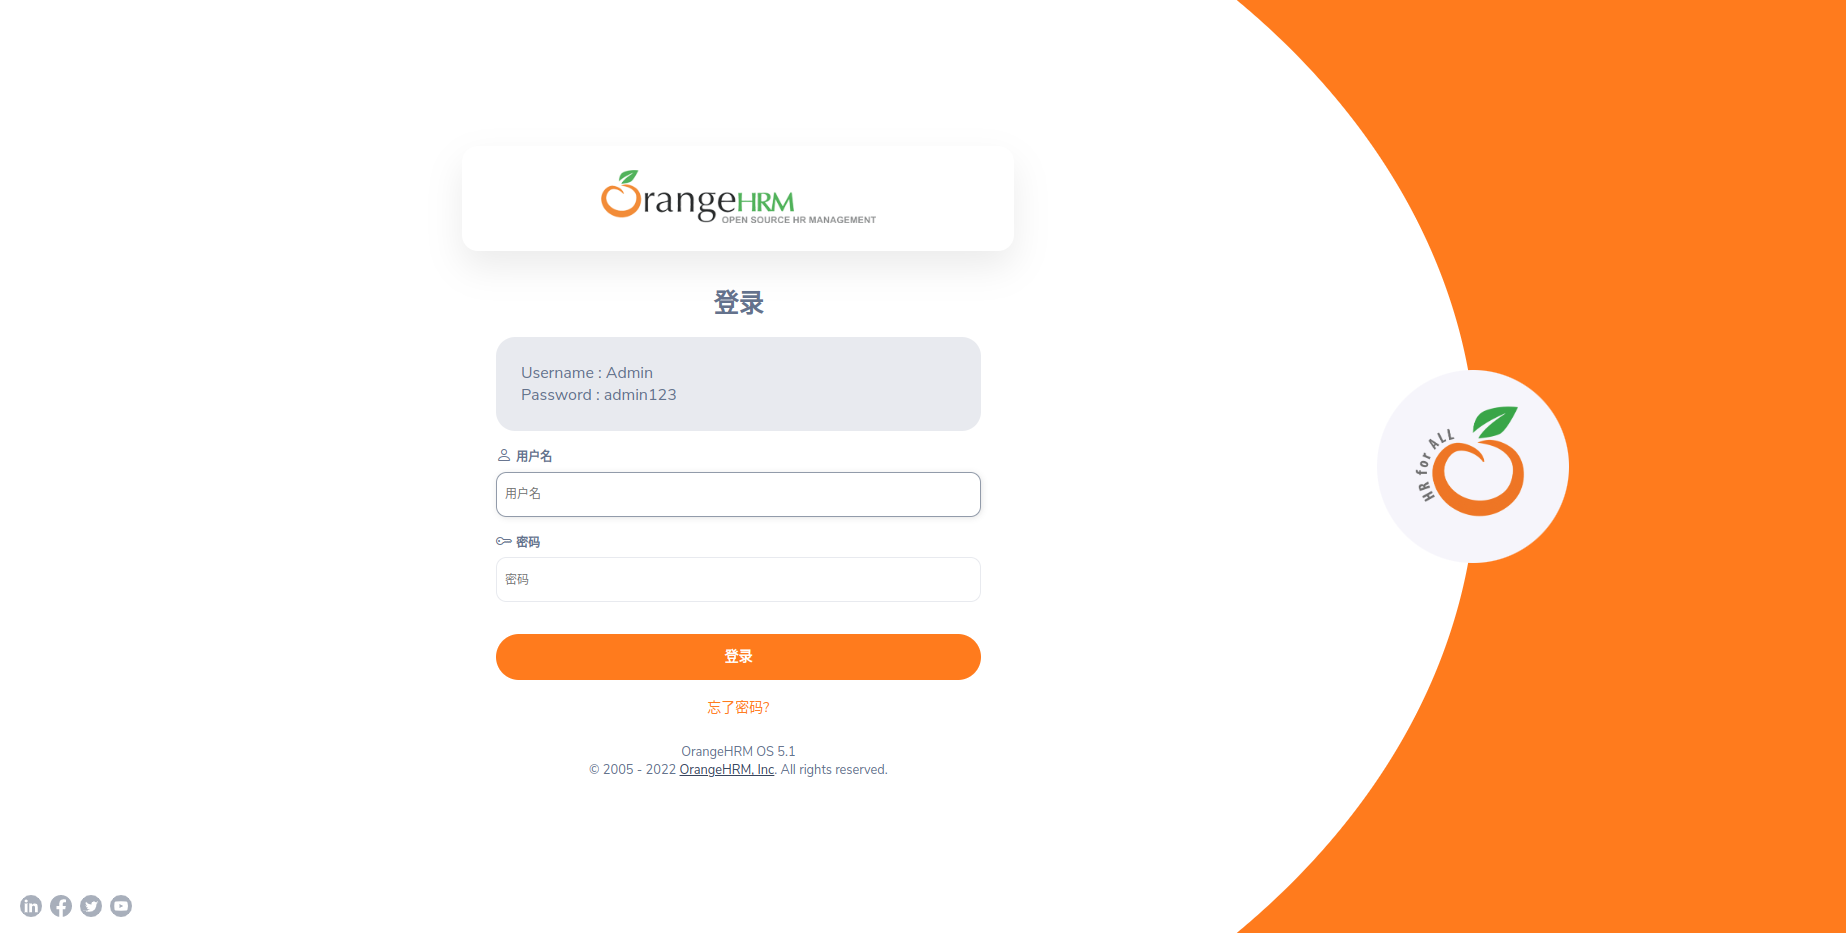 OrangeHRM
OPEN SOURCE HR MANAGEMENT
登录
Username : Admin
Password : admin123
用户名
用户名
密码
密码
登录
忘了密码?
OrangeHRM OS 5.1
© 2005 - 2022 OrangeHRM, Inc. All rights reserved.
HR for ALL
in